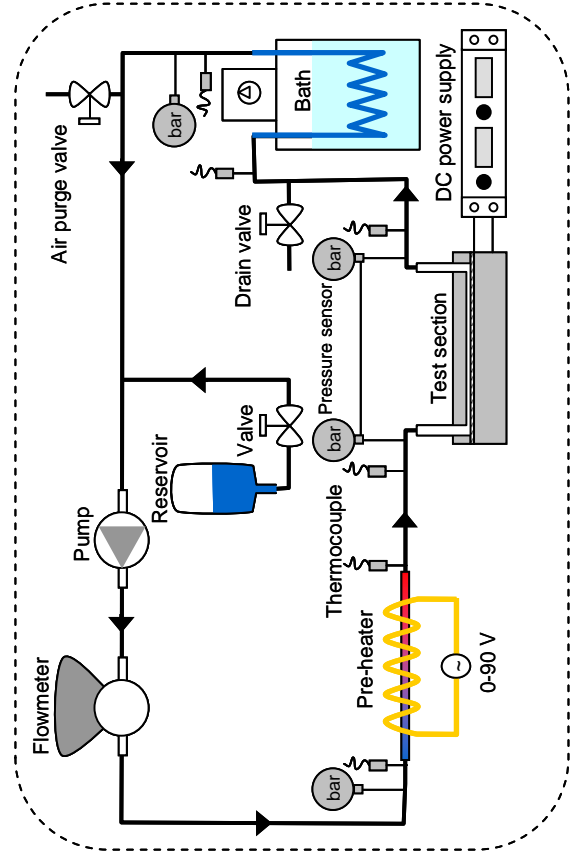 Flowmeter
Pump
Reservoir
Valve
Air purge valve
bar
Bath
Drain valve
DC power supply
bar
Pressure sensor
bar
Test section
Thermocouple
Pre-heater
bar
~
0-90 V